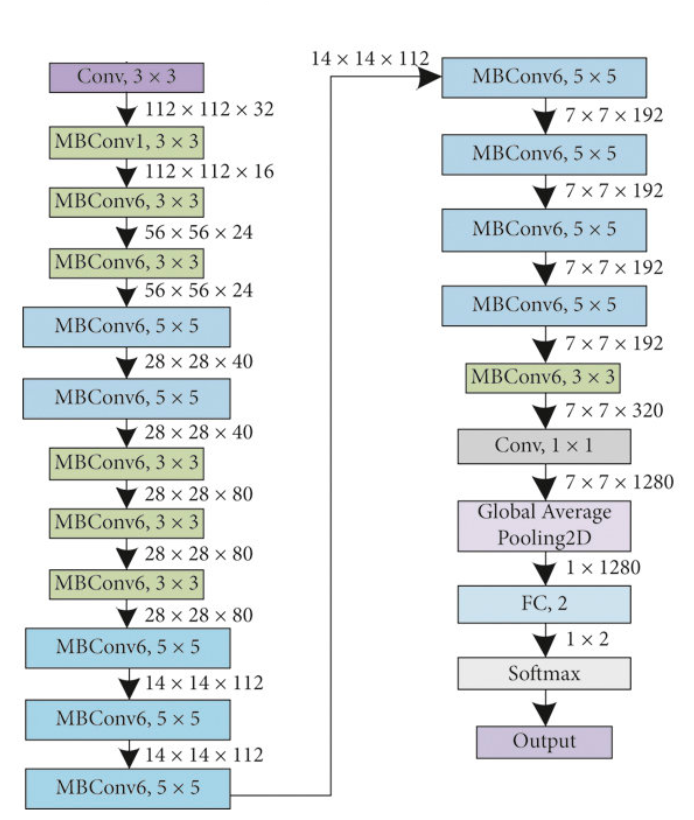 Conv, 3 × 3
112 × 112 × 32
MBConv1, 3 × 3
112 × 112 × 16
MBConv6, 3 × 3
56 × 56 × 24
MBConv6, 3 × 3
56 × 56 × 24
MBConv6, 5 × 5
28 × 28 × 40
MBConv6, 5 × 5
28 × 28 × 40
MBConv6, 3 × 3
28 × 28 × 80
MBConv6, 3 × 3
28 × 28 × 80
MBConv6, 3 × 3
28 × 28 × 80
MBConv6, 5 × 5
14 × 14 × 112
MBConv6, 5 × 5
14 × 14 × 112
MBConv6, 5 × 5
14 × 14 × 112
MBConv6, 5 × 5
7 × 7 × 192
MBConv6, 5 × 5
7 × 7 × 192
MBConv6, 5 × 5
7 × 7 × 192
MBConv6, 5 × 5
7 × 7 × 192
MBConv6, 3 × 3
7 × 7 × 320
Conv, 1 × 1
7 × 7 × 1280
Global Average
Pooling2D
1 × 1280
FC, 2
1 × 2
Softmax
Output